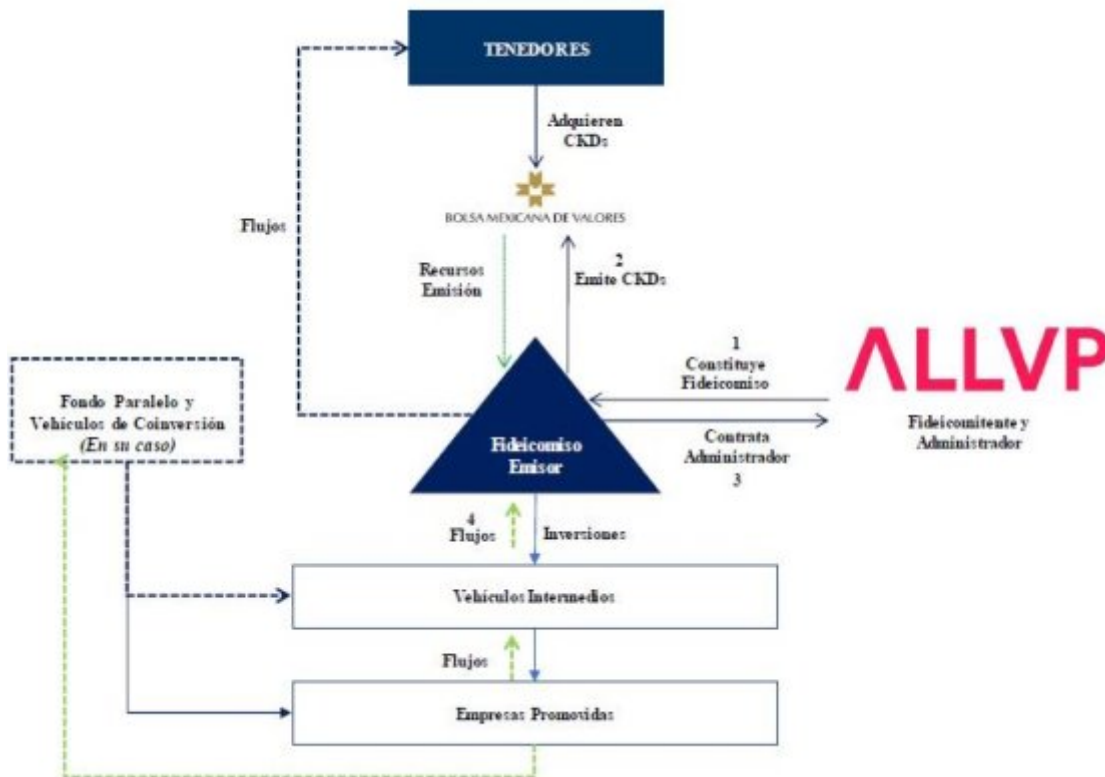 TENEDORES
Adquieren
CKDs
BOLSA MEXICANA DE VALORES
Flujos
Recursos
Emisión
2
Emite CKDs
1
Constituye
Fideicomiso
ALLVP
Fideicomitente y
Administrador
Fondo Paralelo y
Vehículos de Coinversión
(En su caso)
Fideicomiso
Emisor
Contrata
Administrador
3
4
Flujos
Inversiones
Vehículos Intermedios
Flujos
Empresas Promovidas